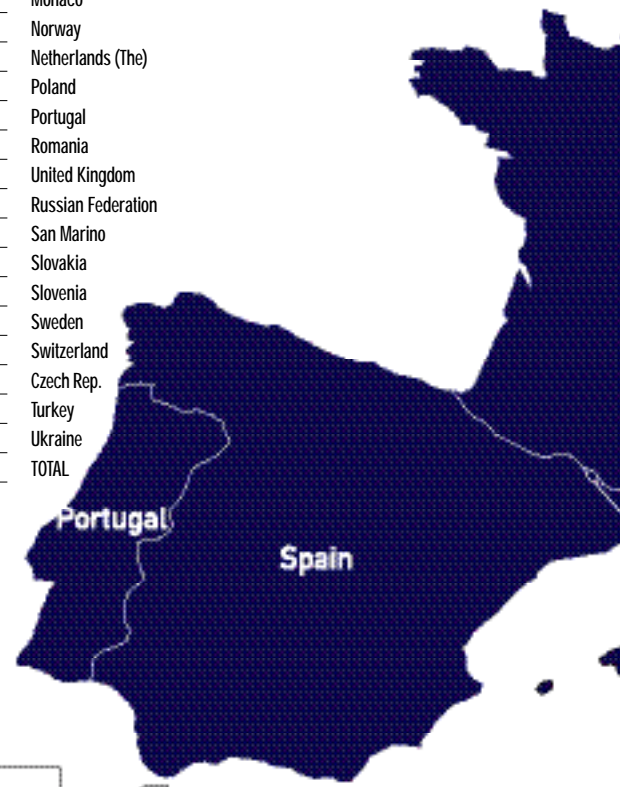 Monaco
Norway
Netherlands (The)
Poland
Portugal
Romania
United Kingdom
Russian Federation
San Marino
Slovakia
Slovenia
Sweden
Switzerland
Czech Rep.
Turkey
Ukraine
TOTAL
Portugal
Spain